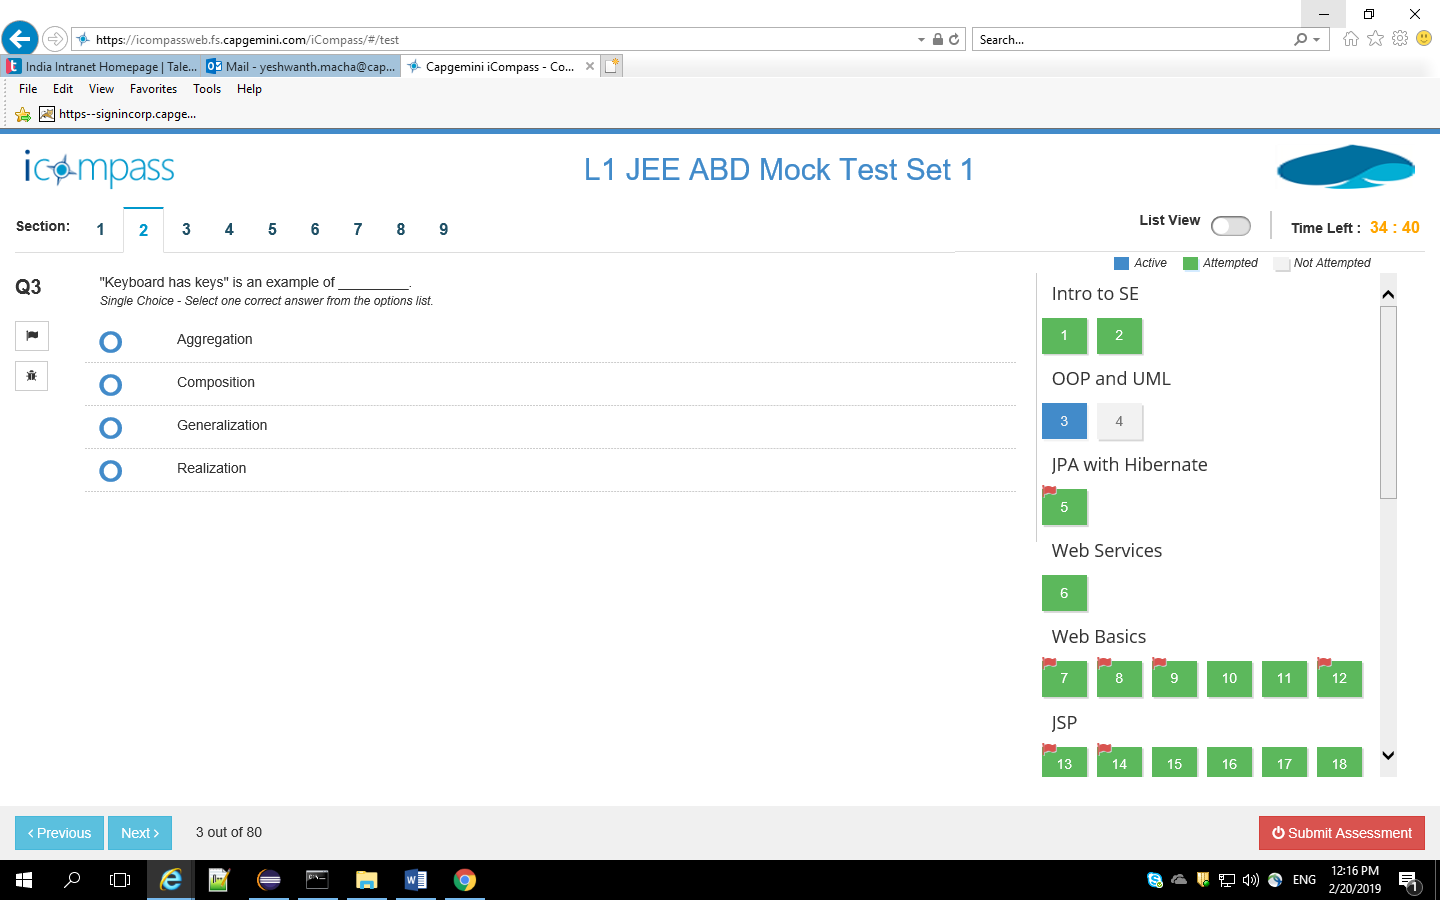 https://icompassweb.fs.capgemini.com/iCompass/#/test
Search...
India Intranet Homepage | Tale...
Mail - yeshwanth.macha@cap...
Capgemini iCompass - Co...
File Edit View Favorites Tools Help
https--signincorp.capge...
icompass
L1 JEE ABD Mock Test Set 1
Section: 1 2 3 4 5 6 7 8 9
List View
Time Left : 34 : 40
Active Attempted Not Attempted
Q3
"Keyboard has keys" is an example of _________.
Single Choice - Select one correct answer from the options list.
Aggregation
Composition
Generalization
Realization
Intro to SE
1 2
OOP and UML
3 4
JPA with Hibernate
5
Web Services
6
Web Basics
7 8 9 10 11 12
JSP
13 14 15 16 17 18
‹ Previous
Next ›
3 out of 80
Submit Assessment
ENG
12:16 PM
2/20/2019
1